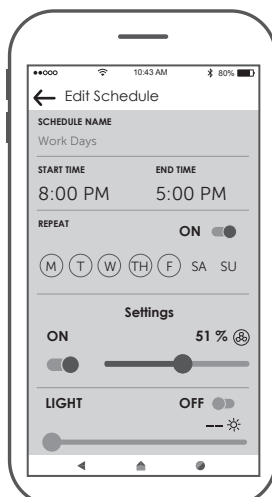 10:43 AM 80%
Edit Schedule
SCHEDULE NAME
Work Days
START TIME END TIME
8:00 PM 5:00 PM
REPEAT ON
M T W TH F SA SU
Settings
ON 51 %
LIGHT OFF
--